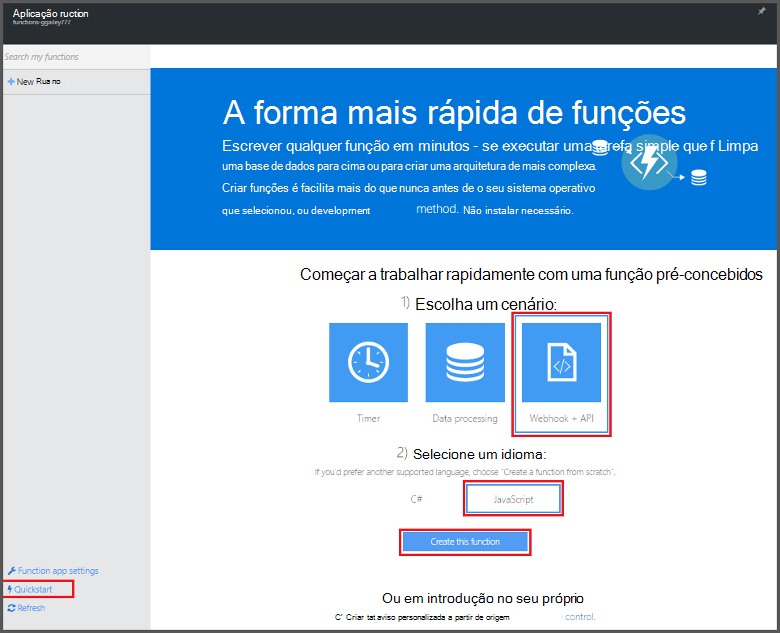 Aplicação ruction
functions-ggailey777
Search my functions
New Rua no
A forma mais rápida de funções
Escrever qualquer função em minutos - se executar uma tarefa simple que f Limpa
uma base de dados para cima ou para criar uma arquitetura de mais complexa.
Criar funções é facilita mais do que nunca antes de o seu sistema operativo
que selecionou, ou development method. Não instalar necessário.
Começar a trabalhar rapidamente com uma função pré-concebidos
1) Escolha um cenário:
Timer Data processing Webhook + API
2) Selecione um idioma:
If you'd prefer another supported language, choose "Create a function from scratch".
C# JavaScript
Create this function
Function app settings
Quickstart
Refresh
Ou em introdução no seu próprio
C' Criar tat aviso personalizada a partir de origem control.